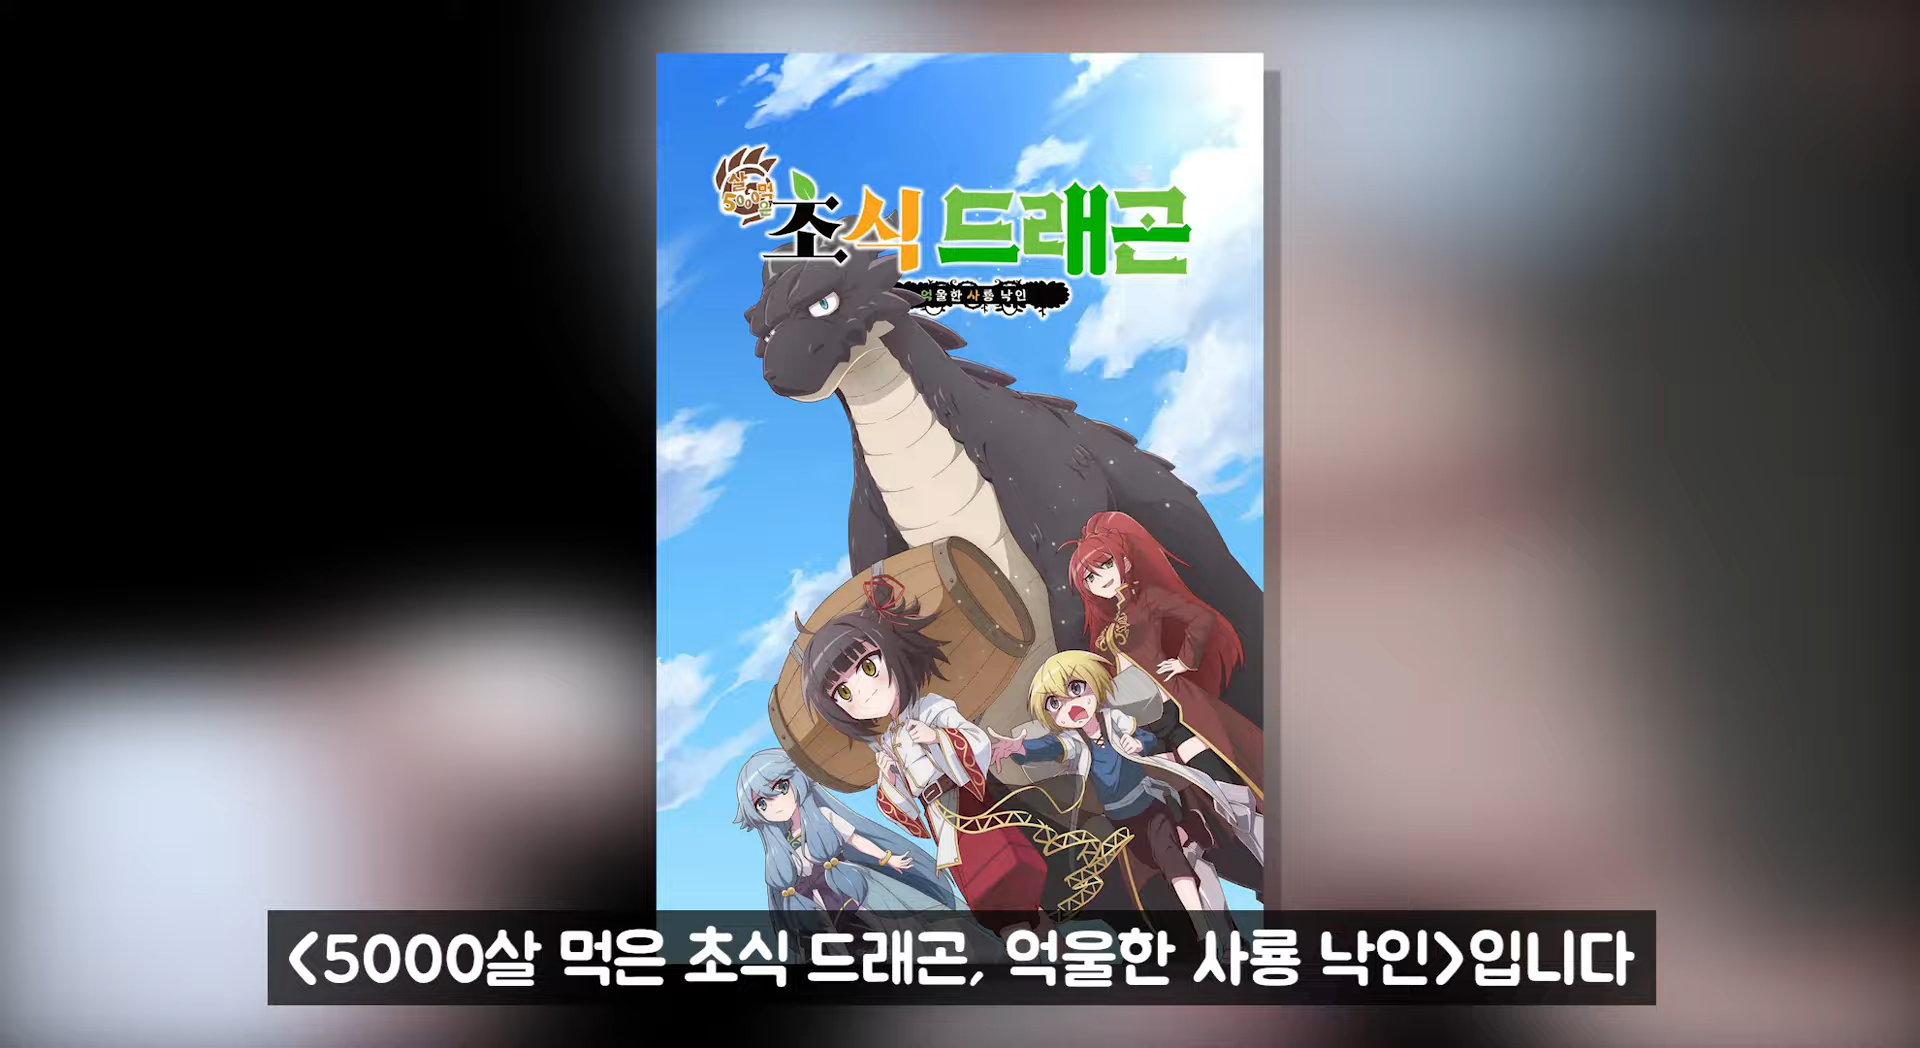 5000살 먹은
초식 드래곤
억울한 사룡 낙인
<5000살 먹은 초식 드래곤, 억울한 사룡 낙인>입니다